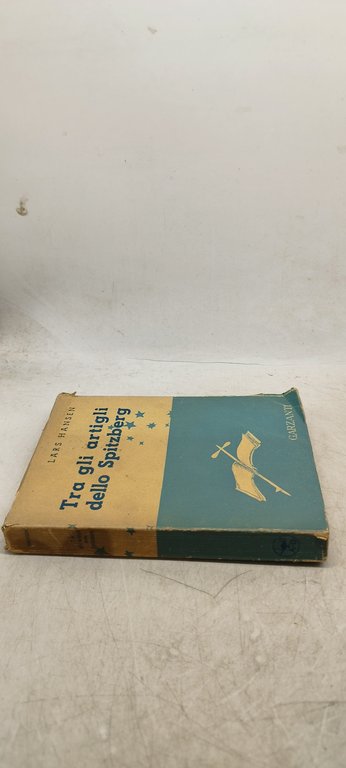 LARS HANSEN
Tra gli artigli
dello Spitzberg
GARZANTI